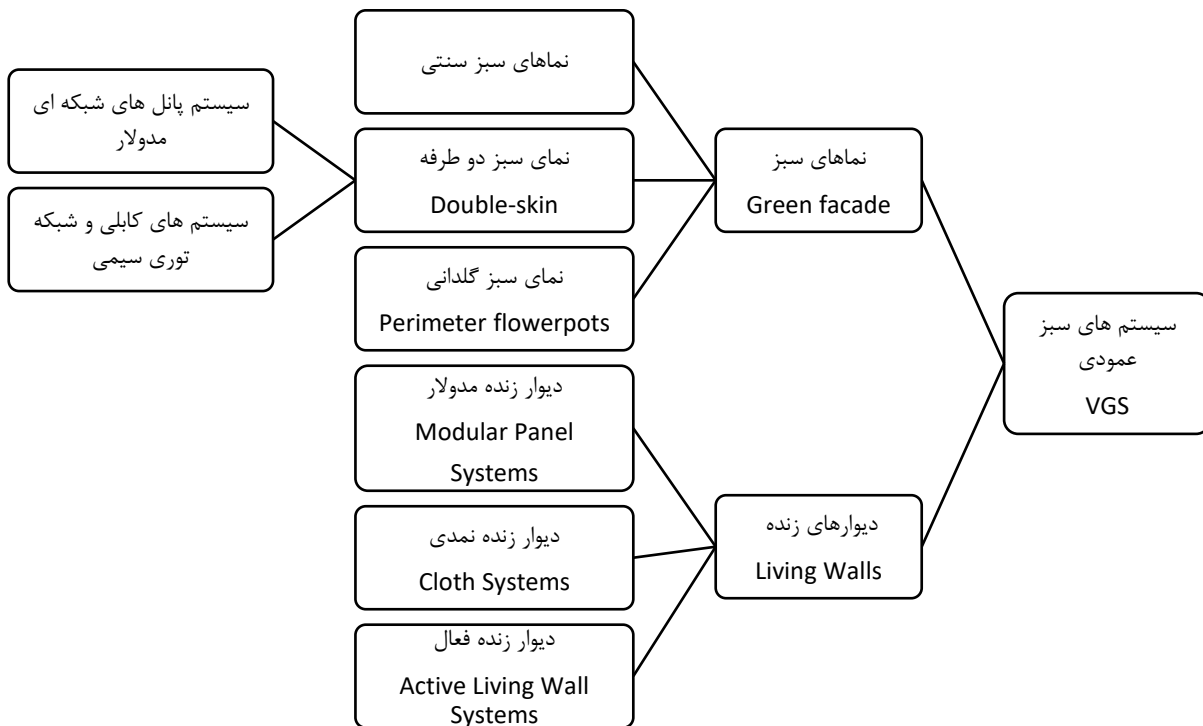 سیستم های سبز
عمودی
VGS
نماهای سبز
Green facade
نماهای سبز سنتی
نمای سبز دو طرفه
Double-skin
سیستم پانل های شبکه ای
مدولار
سیستم های کابلی و شبکه
توری سیمی
نمای سبز گلدانی
Perimeter flowerpots
دیوارهای زنده
Living Walls
دیوار زنده مدولار
Modular Panel
Systems
دیوار زنده نمدی
Cloth Systems
دیوار زنده فعال
Active Living Wall
Systems